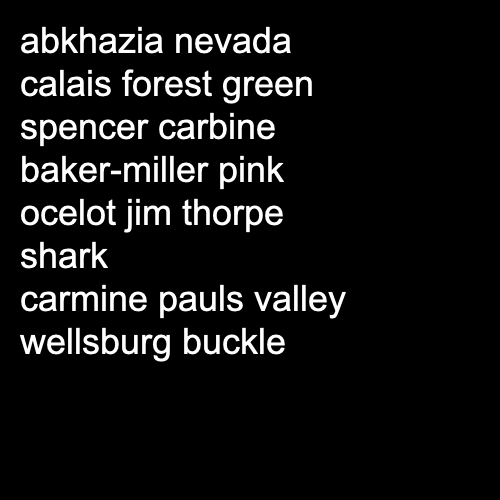 abkhazia nevada
calais forest green
spencer carbine
baker-miller pink
ocelot jim thorpe
shark
carmine pauls valley
wellsburg buckle